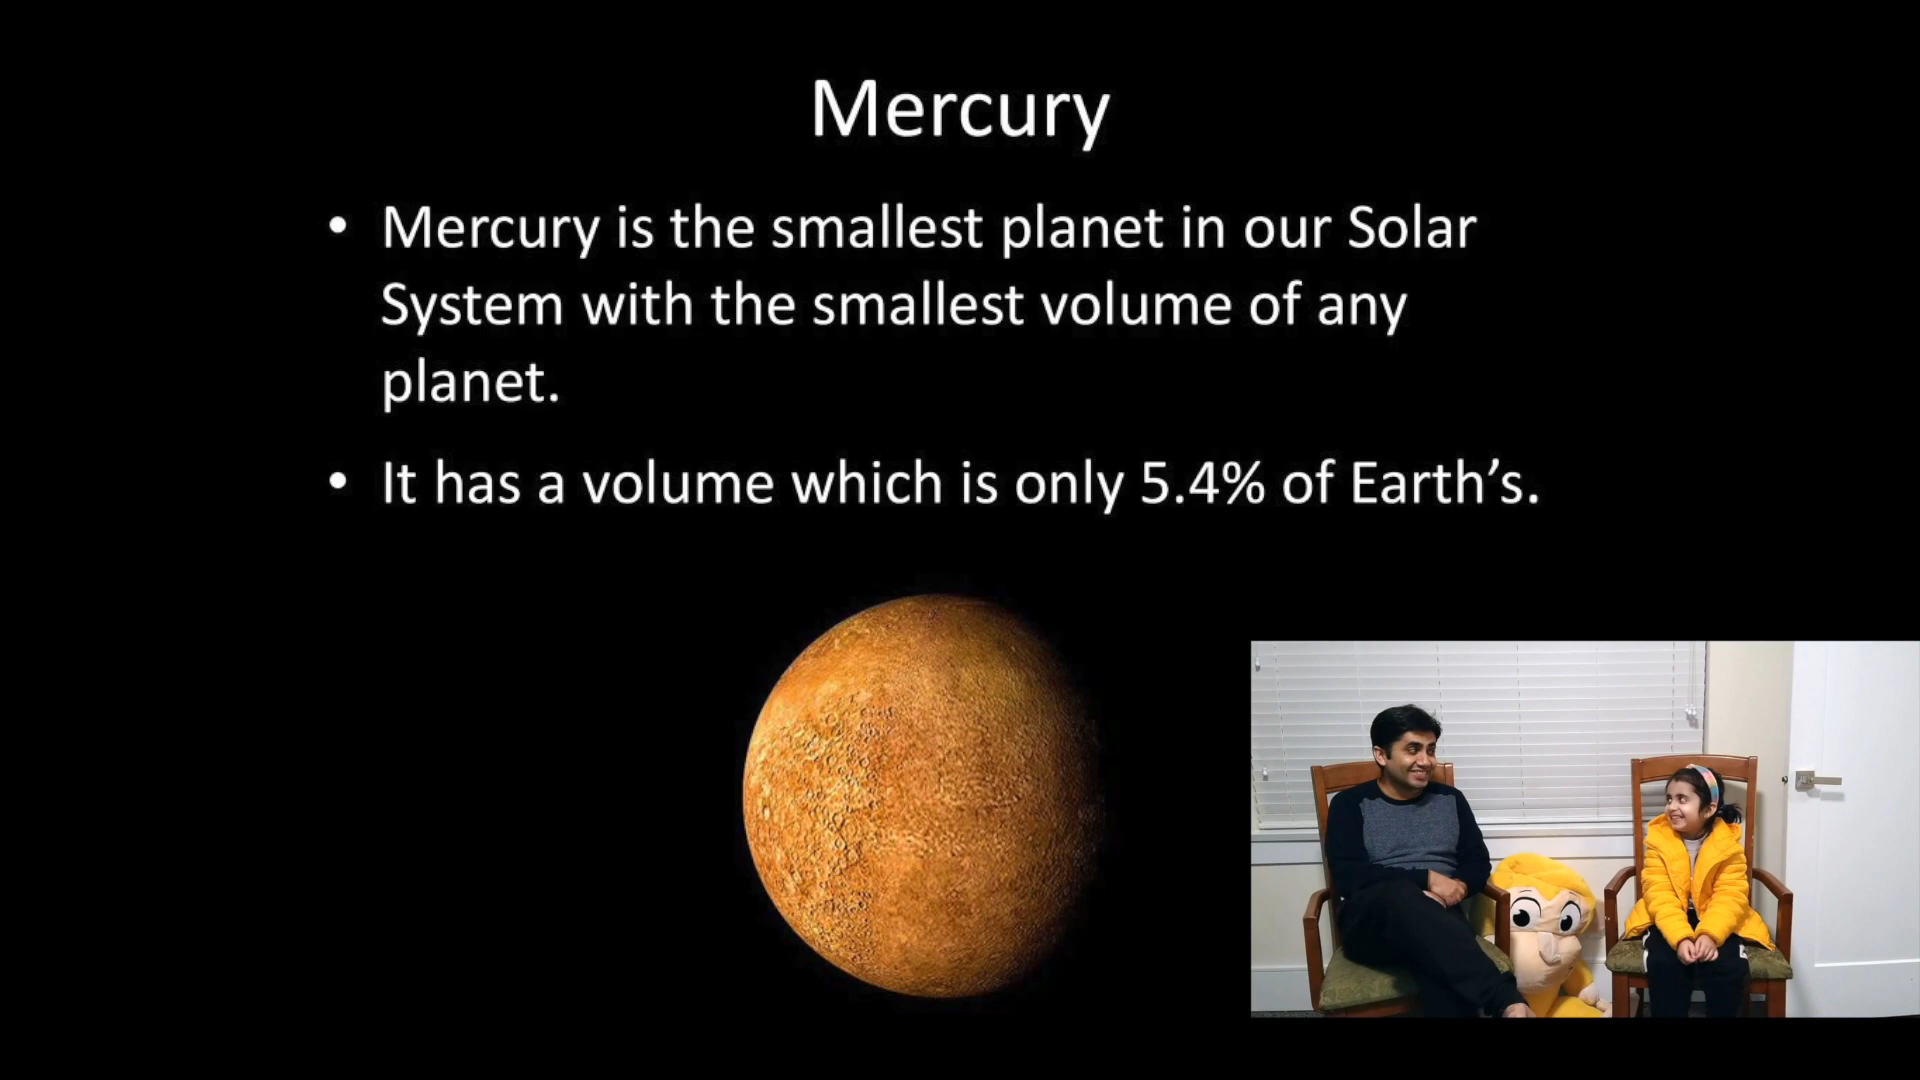 Mercury
• Mercury is the smallest planet in our Solar
System with the smallest volume of any
planet.
• It has a volume which is only 5.4% of Earth’s.